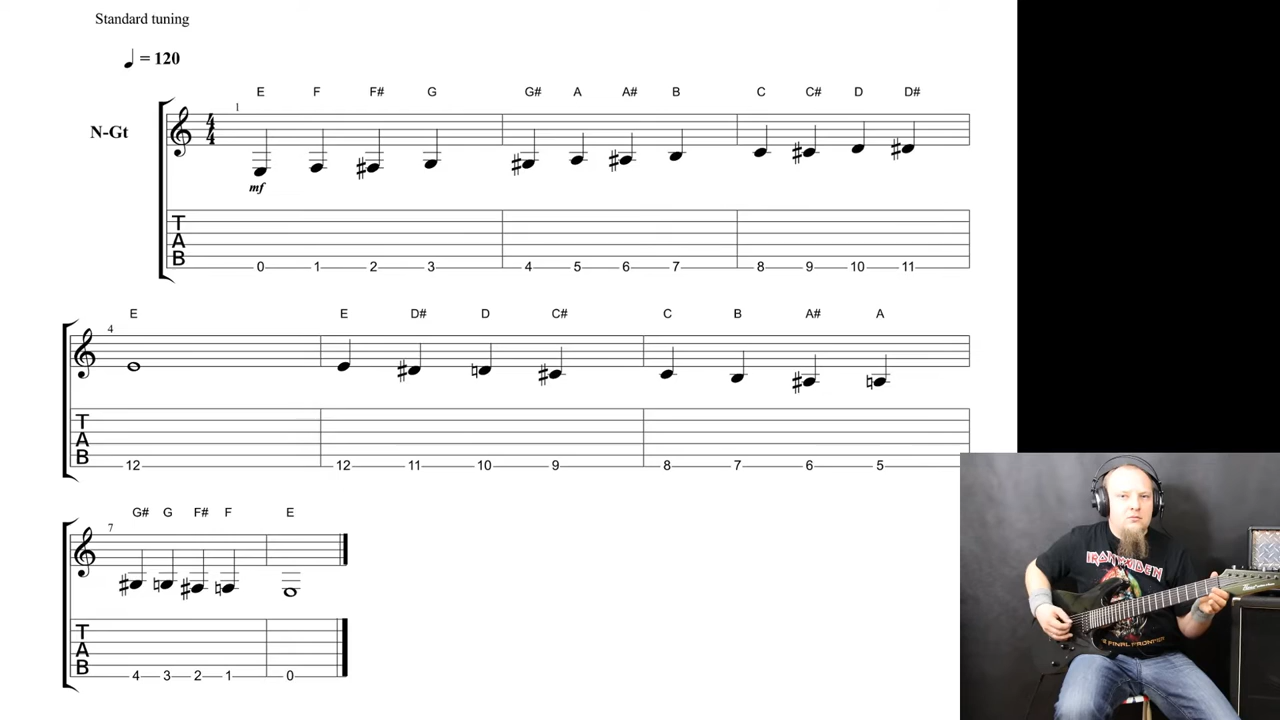 Standard tuning
♩ = 120
E F F# G G# A A# B C C# D D#
1
N-Gt
4 4
mf
T A B
0 1 2 3 4 5 6 7 8 9 10 11
E E D# D C# C B A# A
4
T A B
12 12 11 10 9 8 7 6 5
G# G F# F E
7
T A B
4 3 2 1 0
IRON MAIDEN
FINAL FRONTIER